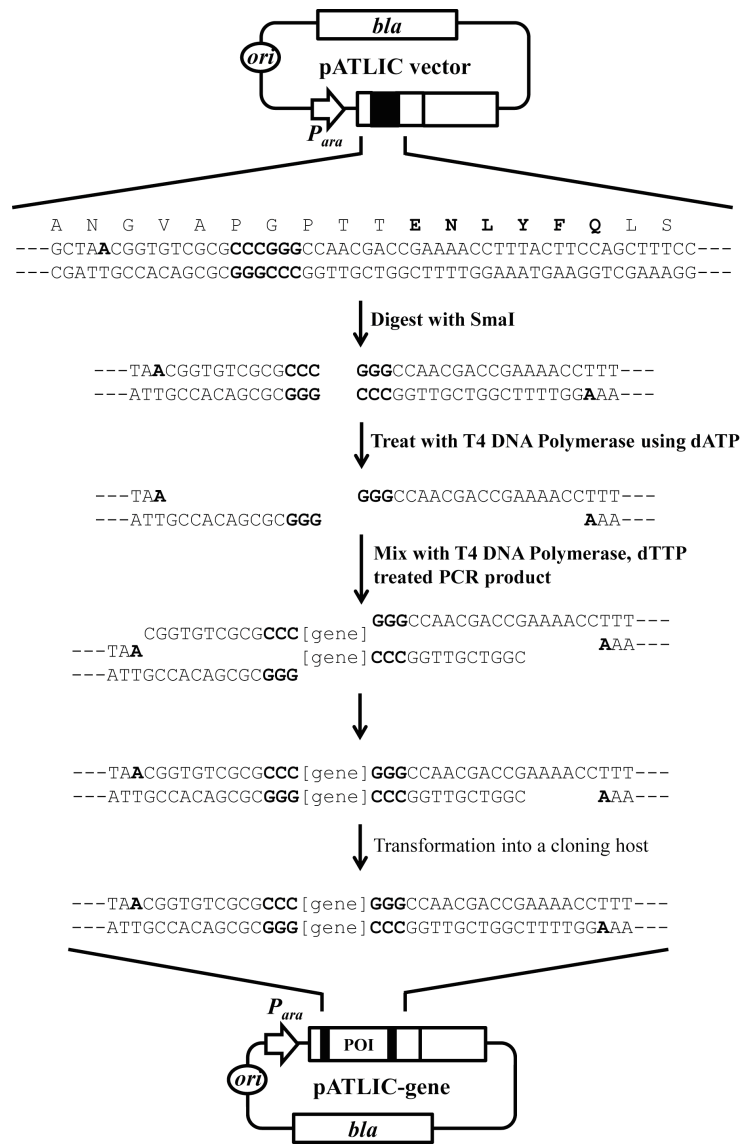 bla
ori
pATLIC vector
Para
A N G V A P G P T T E N L Y F Q L S
---GCTAACGGTGTCGCGCCCGGGCCAACGACCGAAAACCTTTACTTCCAGCTTTCC---
---CGATTGCCACAGCGCGGGCCCGGTTGCTGGCTTTTGGAAATGAAGGTCGAAAGG---
Digest with SmaI
---TAACGGTGTCGCGCCC GGGCCAACGACCGAAAACCTTT---
---ATTGCCACAGCGCGGG CCCGGTTGCTGGCTTTTGGAAA---
Treat with T4 DNA Polymerase using dATP
---TAA GGGCCAACGACCGAAAACCTTT---
---ATTGCCACAGCGCGGG AAA---
Mix with T4 DNA Polymerase, dTTP
treated PCR product
GGGCCAACGACCGAAAACCTTT---
CGGTGTCGCGCCC[gene]
---TAA AAA---
[gene]CCCGGTTGCTGGC
---ATTGCCACAGCGCGGG
---TAACGGTGTCGCGCCC[gene]GGGCCAACGACCGAAAACCTTT---
---ATTGCCACAGCGCGGG[gene]CCCGGTTGCTGGC AAA---
Transformation into a cloning host
---TAACGGTGTCGCGCCC[gene]GGGCCAACGACCGAAAACCTTT---
---ATTGCCACAGCGCGGG[gene]CCCGGTTGCTGGCTTTTGGAAA---
Para
POI
ori
pATLIC-gene
bla